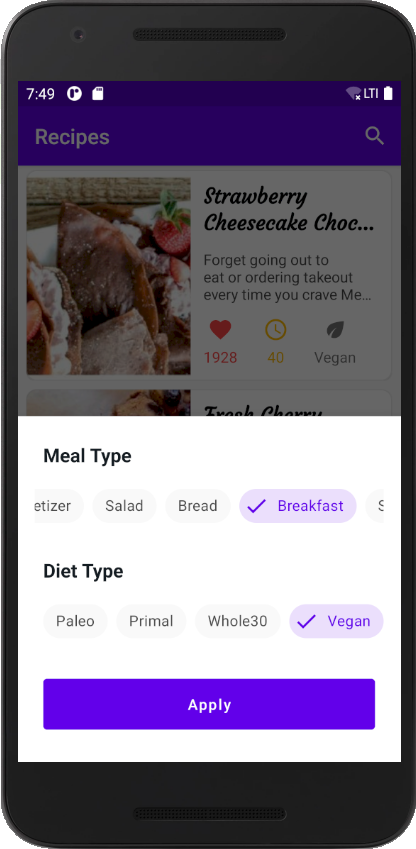 7:49
LTI
Recipes
Strawberry
Cheesecake Choc...
Forget going out to
eat or ordering takeout
every time you crave Me...
1928
40
Vegan
Fresh Cherry
Meal Type
etizer
Salad
Bread
Breakfast
S
Diet Type
Paleo
Primal
Whole30
Vegan
Apply